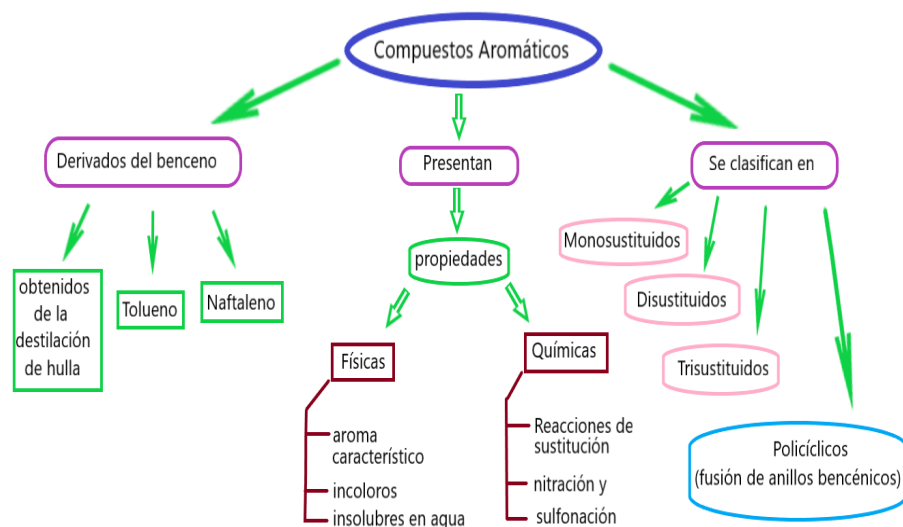 Compuestos Aromáticos
Derivados del benceno
Presentan
Se clasifican en
obtenidos
de la
destilación
de hulla
Tolueno
Naftaleno
propiedades
Físicas
aroma
característico
incoloros
insolubres en agua
Químicas
Reacciones de
sustitución
nitración y
sulfonación
Monosustituidos
Disustituidos
Trisustituidos
Policíclicos
(fusión de anillos bencénicos)